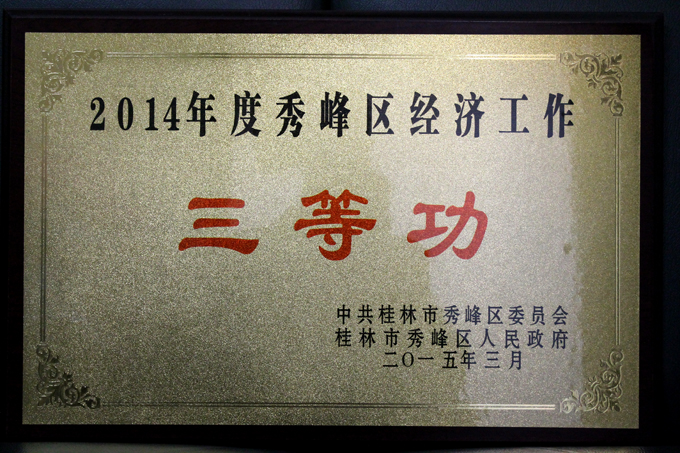 2014年度秀峰区经济工作
三等功
中共桂林市秀峰区委员会
桂林市秀峰区人民政府
二〇一五年三月